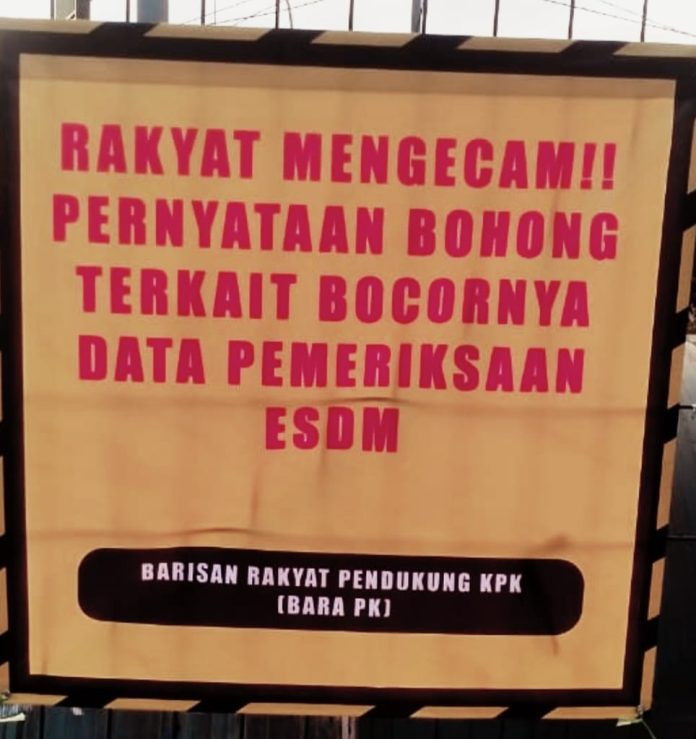 RAKYAT MENGECAM!!
PERNYATAAN BOHONG
TERKAIT BOCORNYA
DATA PEMERIKSAAN
ESDM
BARISAN RAKYAT PENDUKUNG KPK
(BARA PK)